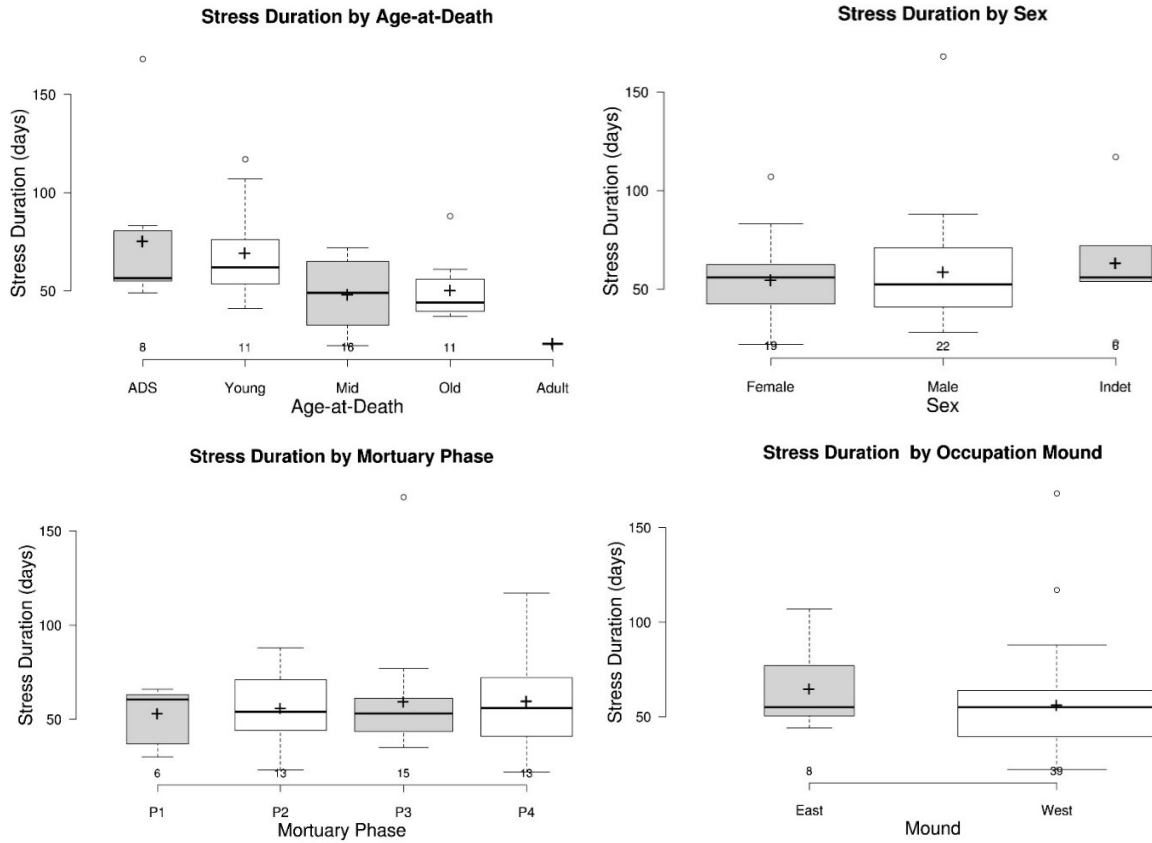 Stress Duration by Age-at-Death
Stress Duration (days)
150
100
50
8
11
16
11
ADS
Young
Mid
Old
Adult
Age-at-Death
Stress Duration by Sex
Stress Duration (days)
150
100
50
19
22
6
Female
Male
Indet
Sex
Stress Duration by Mortuary Phase
Stress Duration (days)
150
100
50
6
13
15
13
P1
P2
P3
P4
Mortuary Phase
Stress Duration by Occupation Mound
Stress Duration (days)
150
100
50
8
39
East
West
Mound